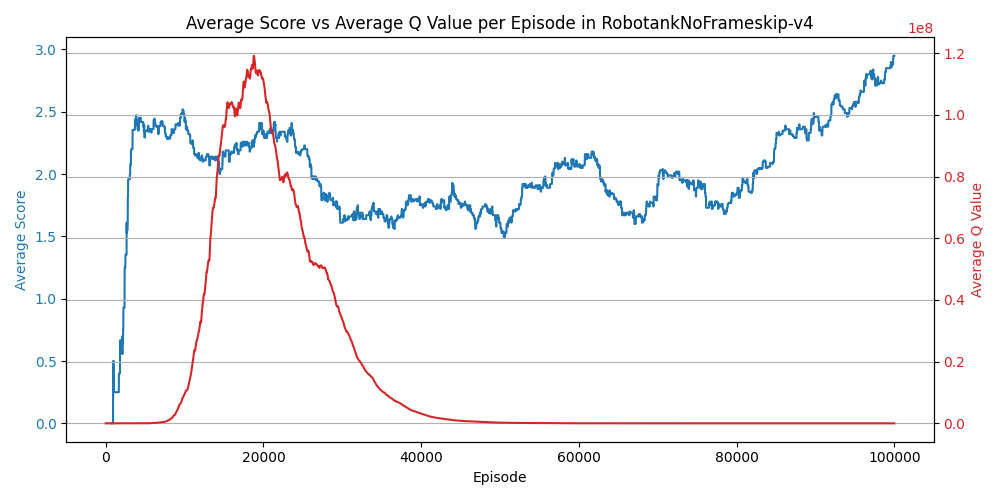 Average Score vs Average Q Value per Episode in RobotankNoFrameskip-v4
1e8
3.0
2.5
2.0
1.5
1.0
0.5
0.0
Average Score
1.2
1.0
0.8
0.6
0.4
0.2
0.0
Average Q Value
0 20000 40000 60000 80000 100000
Episode